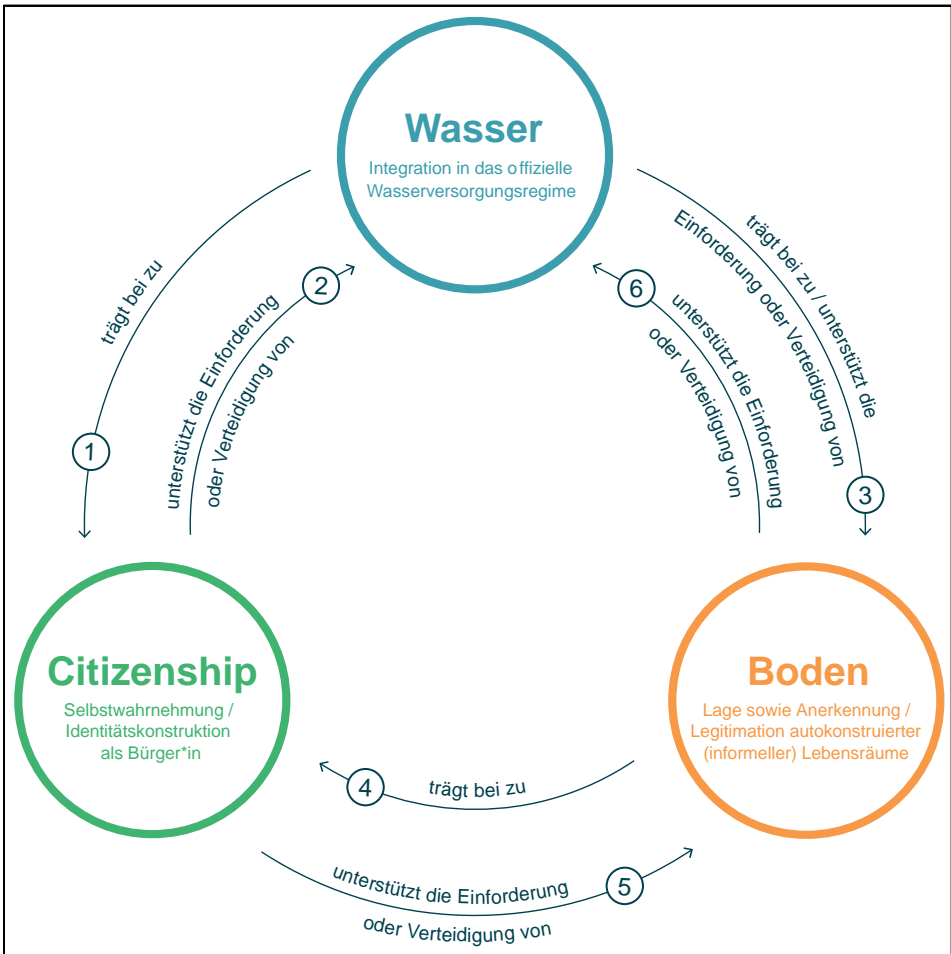 Wasser
Integration in das offizielle
Wasserversorgungsregime
trägt bei zu
1
unterstützt die Einforderung
oder Verteidigung von
2
trägt bei zu / unterstützt die
Einforderung oder Verteidigung von
3
unterstützt die Einforderung
oder Verteidigung von
6
Citizenship
Selbstwahrnehmung /
Identitätskonstruktion
als Bürger*in
Boden
Lage sowie Anerkennung /
Legitimation autokonstruierter
(informeller) Lebensräume
4
trägt bei zu
unterstützt die Einforderung
oder Verteidigung von
5